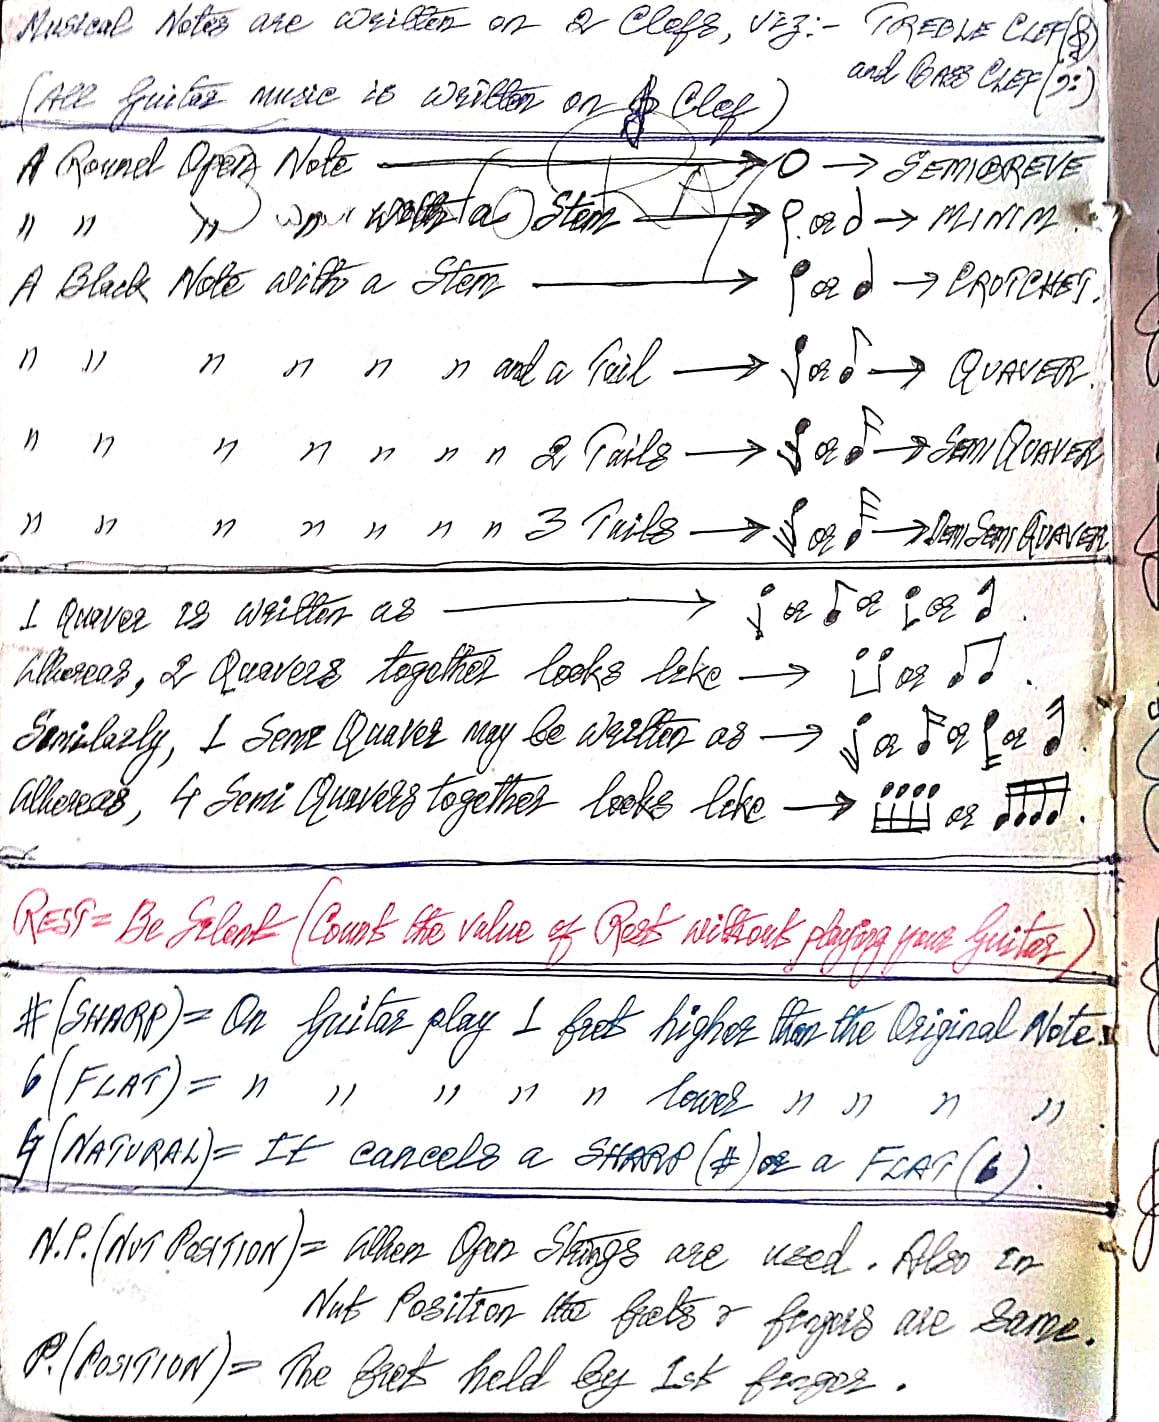 Musical Notes are written on 2 Clefs, viz:- TREBLE CLEF (𝄞)
and BASS CLEF (𝄢)
(All Guitar music is written on 𝄞 Clef)
A Round Open Note → O → SEMIBREVE
" " " " with a Stem → or → MINIM.
A Black Note with a Stem → or → CROTCHET.
" " " " " " and a Tail → or → QUAVER.
" " " " " " " 2 Tails → or → SEMI QUAVER
" " " " " " " 3 Tails → or → DEMI SEMI QUAVER
1 Quaver is written as → or or or .
Whereas, 2 Quavers together looks like → or ♫ .
Similarly, 1 Semi Quaver may be written as → or or or .
Whereas, 4 Semi Quavers together looks like → or .
REST = Be Silent (Count the value of Rest without playing your Guitar)
# (SHARP) = On Guitar play 1 fret higher than the Original Note.
b (FLAT) = " " " " " lower " " " " .
♮ (NATURAL) = It cancels a SHARP (#) or a FLAT (b).
N.P. (NUT POSITION) = When Open Strings are used. Also in
Nut Position the frets & fingers are same.
P. (POSITION) = The fret held by 1st finger.